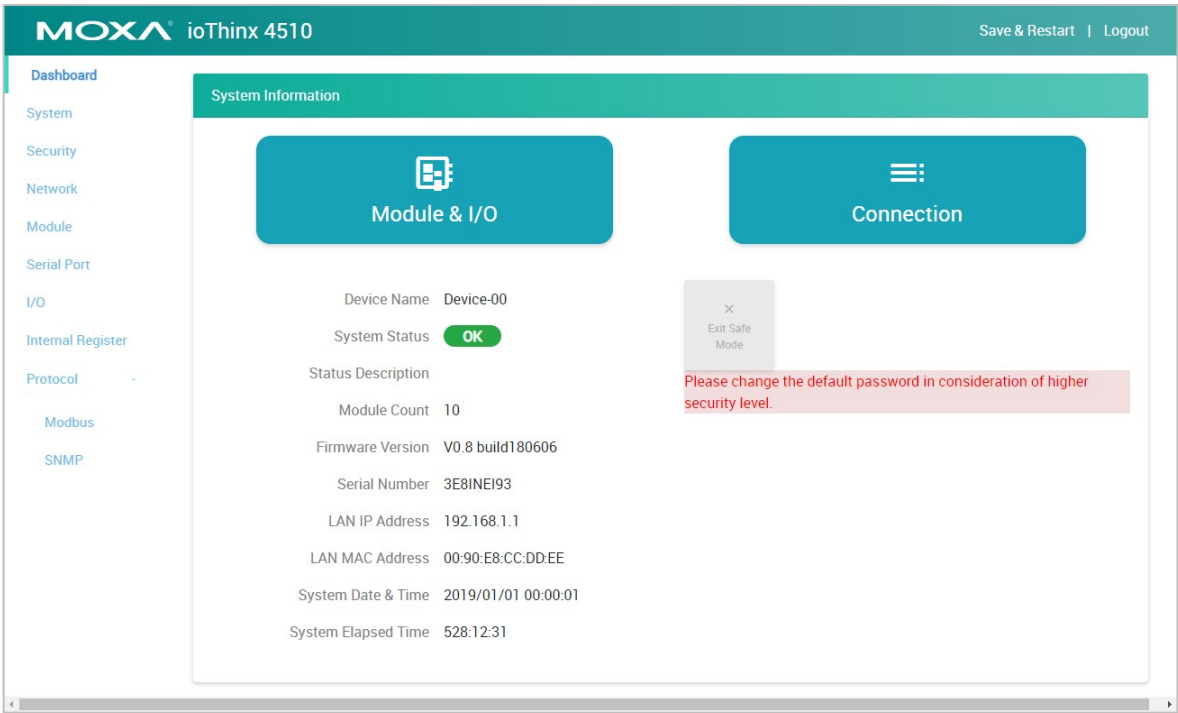 MOXA® ioThinx 4510
Save & Restart | Logout
Dashboard
System
Security
Network
Module
Serial Port
I/O
Internal Register
Protocol -
Modbus
SNMP
System Information
Module & I/O
Connection
Device Name Device-00
System Status OK
Status Description
Module Count 10
Firmware Version V0.8 build180606
Serial Number 3E8INEI93
LAN IP Address 192.168.1.1
LAN MAC Address 00:90:E8:CC:DD:EE
System Date & Time 2019/01/01 00:00:01
System Elapsed Time 528:12:31
× 
Exit Safe
Mode
Please change the default password in consideration of higher
security level.